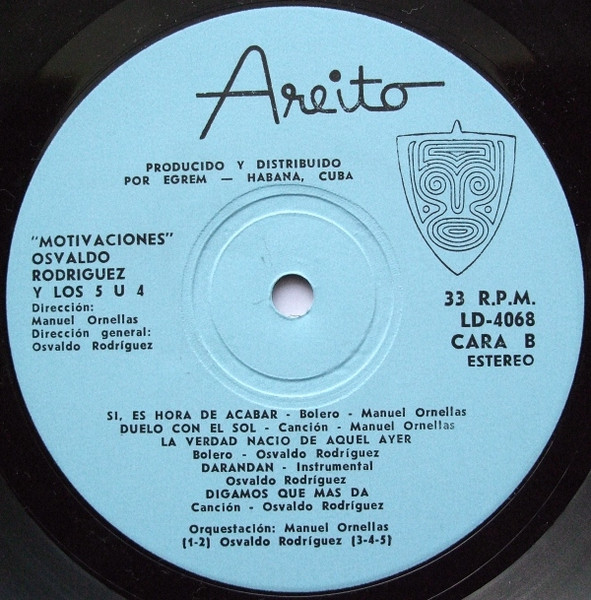 Areito
PRODUCIDO Y DISTRIBUIDO
POR EGREM — HABANA, CUBA
"MOTIVACIONES"
OSVALDO
RODRIGUEZ
Y LOS 5 U 4
Dirección:
Manuel Ornellas
Dirección general:
Osvaldo Rodríguez
33 R.P.M.
LD-4068
CARA B
ESTEREO
SI, ES HORA DE ACABAR - Bolero - Manuel Ornellas
DUELO CON EL SOL - Canción - Manuel Ornellas
LA VERDAD NACIO DE AQUEL AYER
Bolero - Osvaldo Rodríguez
DARANDAN - Instrumental
Osvaldo Rodríguez
DIGAMOS QUE MAS DA
Canción - Osvaldo Rodríguez
Orquestación: Manuel Ornellas
(1-2) Osvaldo Rodríguez (3-4-5)